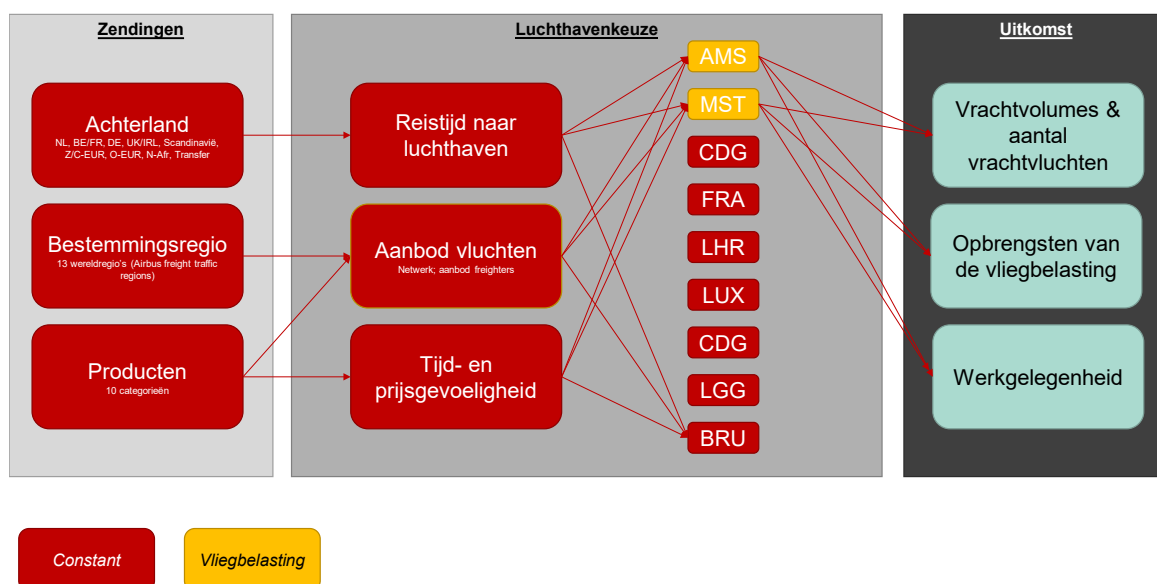 Zendingen
Achterland
NL, BE/FR, DE, UK/IRL, Scandinavië,
Z/C-EUR, O-EUR, N-Afr, Transfer
Bestemmingsregio
13 wereldregio's (Airbus freight traffic
regions)
Producten
10 categorieën
Luchthavenkeuze
Reistijd naar
luchthaven
Aanbod vluchten
Netwerk; aanbod freighters
Tijd- en
prijsgevoeligheid
AMS
MST
CDG
FRA
LHR
LUX
CDG
LGG
BRU
Uitkomst
Vrachtvolumes &
aantal
vrachtvluchten
Opbrengsten van
de vliegbelasting
Werkgelegenheid
Constant
Vliegbelasting